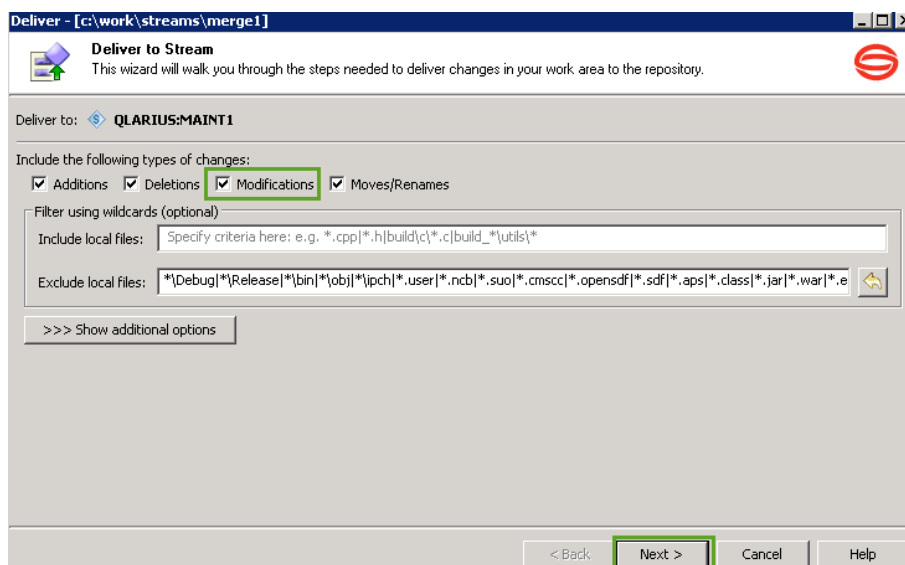 Deliver - [c:\work\streams\merge1]
Deliver to Stream
This wizard will walk you through the steps needed to deliver changes in your work area to the repository.
Deliver to: S QLARIUS:MAINT1
Include the following types of changes:
Additions Deletions Modifications Moves/Renames
Filter using wildcards (optional)
Include local files: Specify criteria here: e.g. *.cpp|*.h|build\c\*.c|build_*\utils\*
Exclude local files: *\Debug|*\Release|*\bin|*\obj|*\ipch|*.user|*.ncb|*.suo|*.cmscc|*.opensdf|*.sdf|*.aps|*.class|*.jar|*.war|*.e
>>> Show additional options
< Back Next > Cancel Help